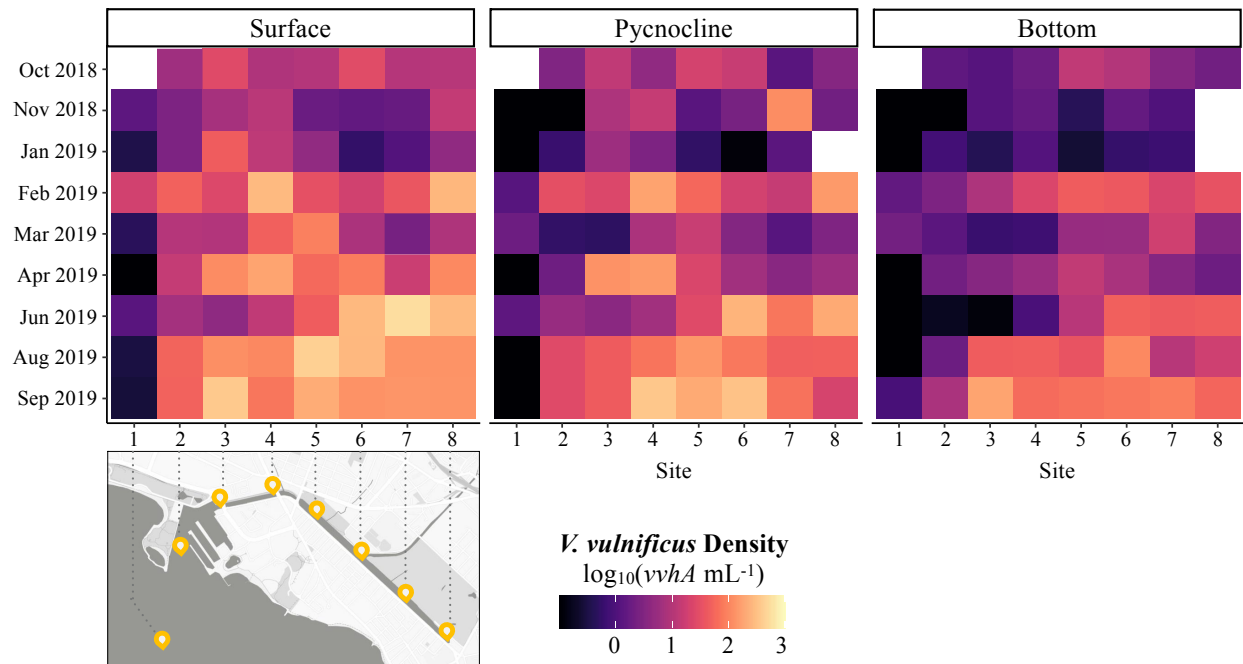 Surface
Pycnocline
Bottom
Oct 2018
Nov 2018
Jan 2019
Feb 2019
Mar 2019
Apr 2019
Jun 2019
Aug 2019
Sep 2019
1 2 3 4 5 6 7 8
1 2 3 4 5 6 7 8
1 2 3 4 5 6 7 8
Site
Site
V. vulnificus Density
log₁₀(vvhA mL⁻¹)
0 1 2 3